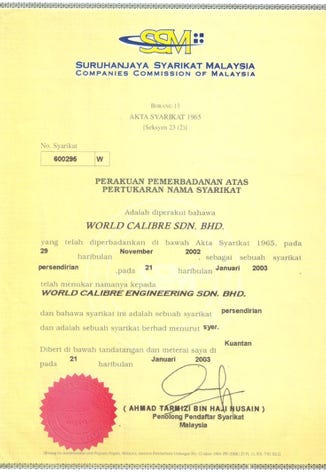 SSM
SURUHANJAYA SYARIKAT MALAYSIA
COMPANIES COMMISSION OF MALAYSIA
BORANG 13
AKTA SYARIKAT 1965
[Seksyen 23 (2)]
No. Syarikat
600295 W
PERAKUAN PEMERBADANAN ATAS
PERTUKARAN NAMA SYARIKAT
Adalah diperakui bahawa
WORLD CALIBRE SDN. BHD.
yang telah diperbadankan di bawah Akta Syarikat 1965, pada
29 haribulan November 2002 , sebagai sebuah syarikat
persendirian ,pada 21 haribulan Januari 2003
telah menukar namanya kepada
WORLD CALIBRE ENGINEERING SDN. BHD.
dan bahawa syarikat ini adalah sebuah syarikat persendirian
dan adalah sebuah syarikat berhad menurut syer.
Diberi di bawah tandatangan dan meterai saya di Kuantan
pada 21 haribulan Januari 2003
( AHMAD TARMIZI BIN HAJI HUSAIN )
Penolong Pendaftar Syarikat
Malaysia